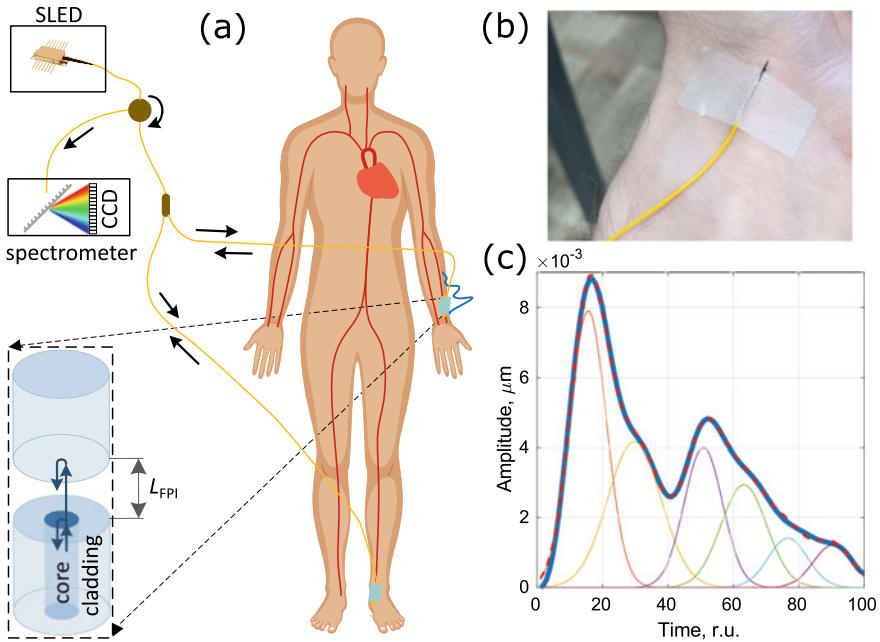 SLED
(a)
CCD
spectrometer
L_FPI
core
cladding
(b)
(c)
×10⁻³
8
6
4
2
0
Amplitude, μm
0 20 40 60 80 100
Time, r.u.